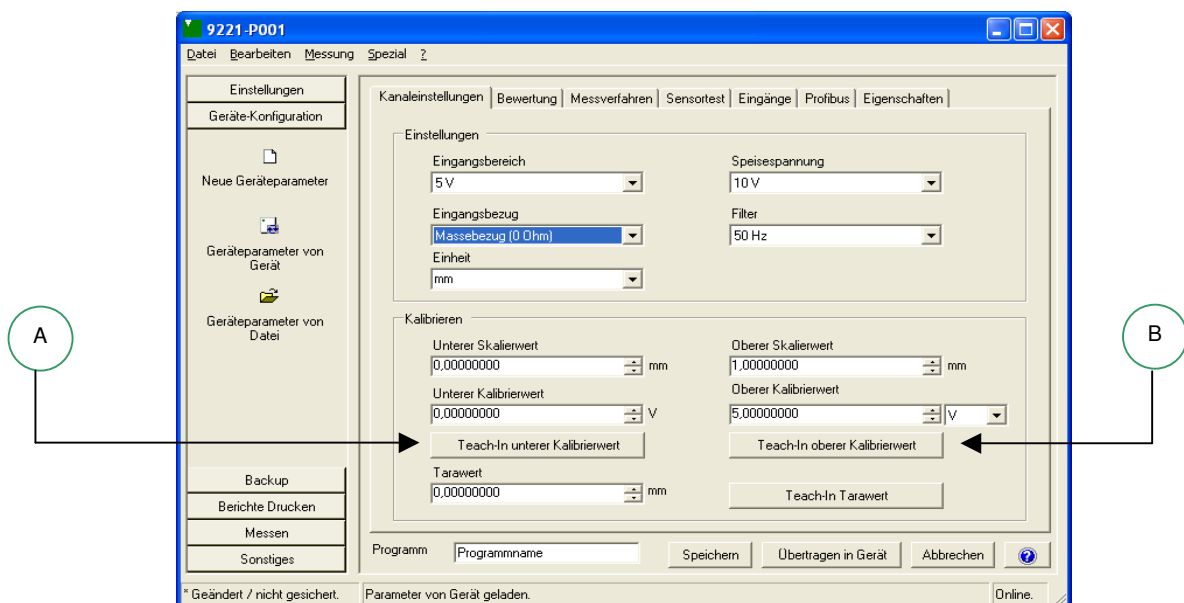 9221-P001
Datei Bearbeiten Messung Spezial ?
Einstellungen
Geräte-Konfiguration
Neue Geräteparameter
Geräteparameter von
Gerät
Geräteparameter von
Datei
Backup
Berichte Drucken
Messen
Sonstiges
Kanaleinstellungen Bewertung Messverfahren Sensortest Eingänge Profibus Eigenschaften
Einstellungen
Eingangsbereich
5 V
Speisespannung
10 V
Eingangsbezug
Massebezug (0 Ohm)
Filter
50 Hz
Einheit
mm
Kalibrieren
Unterer Skalierwert
0,00000000 mm
Oberer Skalierwert
1,00000000 mm
Unterer Kalibrierwert
0,00000000 V
Oberer Kalibrierwert
5,00000000 V
Teach-In unterer Kalibrierwert
Teach-In oberer Kalibrierwert
Tarawert
0,00000000 mm
Teach-In Tarawert
Programm Programmname Speichern Übertragen in Gerät Abbrechen ?
* Geändert / nicht gesichert. Parameter von Gerät geladen. Online.
A
B